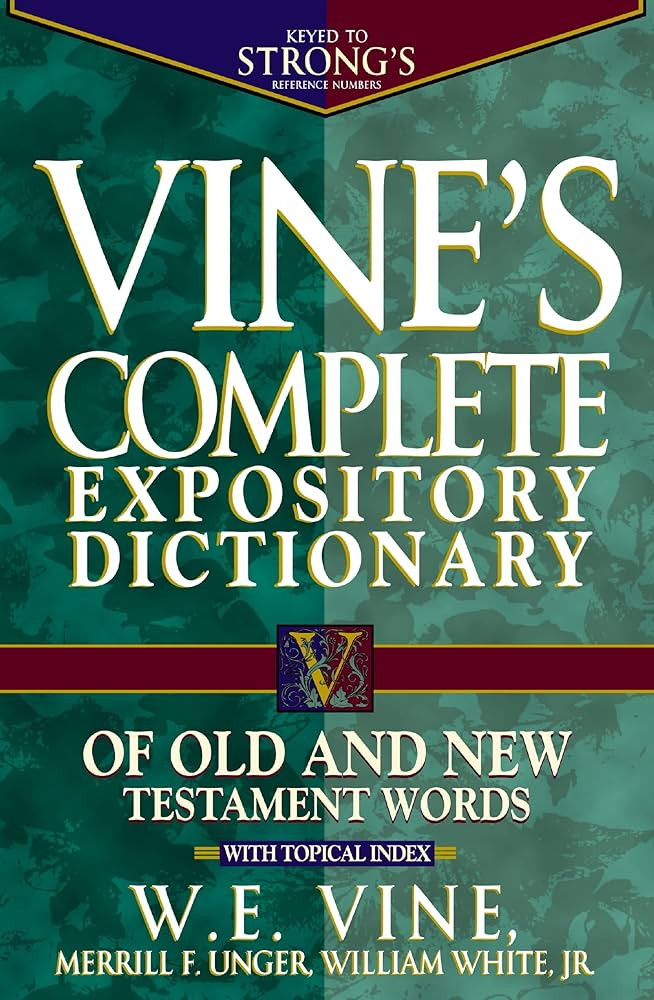 KEYED TO
STRONG'S
REFERENCE NUMBERS
VINE'S
COMPLETE
EXPOSITORY
DICTIONARY
V
OF OLD AND NEW
TESTAMENT WORDS
WITH TOPICAL INDEX
W.E. VINE,
MERRILL F. UNGER, WILLIAM WHITE, JR